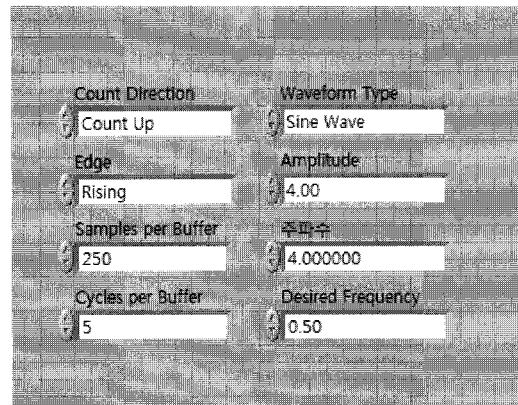 Count Direction
Count Up
Waveform Type
Sine Wave
Edge
Rising
Amplitude
4.00
Samples per Buffer
250
주파수
4.000000
Cycles per Buffer
5
Desired Frequency
0.50